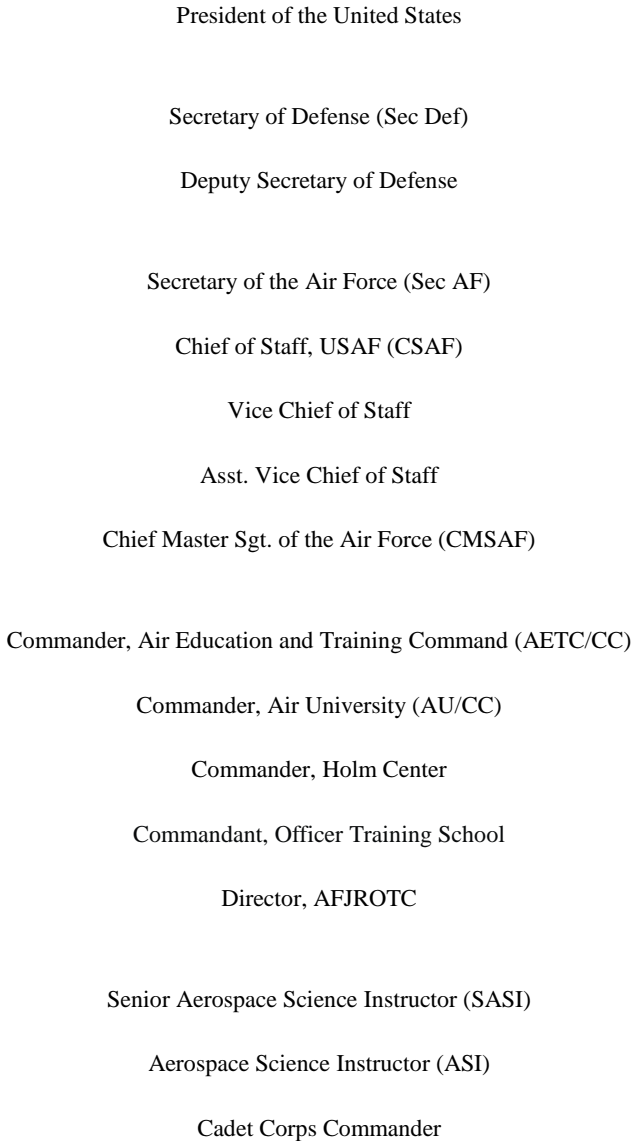 President of the United States
Secretary of Defense (Sec Def)
Deputy Secretary of Defense
Secretary of the Air Force (Sec AF)
Chief of Staff, USAF (CSAF)
Vice Chief of Staff
Asst. Vice Chief of Staff
Chief Master Sgt. of the Air Force (CMSAF)
Commander, Air Education and Training Command (AETC/CC)
Commander, Air University (AU/CC)
Commander, Holm Center
Commandant, Officer Training School
Director, AFJROTC
Senior Aerospace Science Instructor (SASI)
Aerospace Science Instructor (ASI)
Cadet Corps Commander